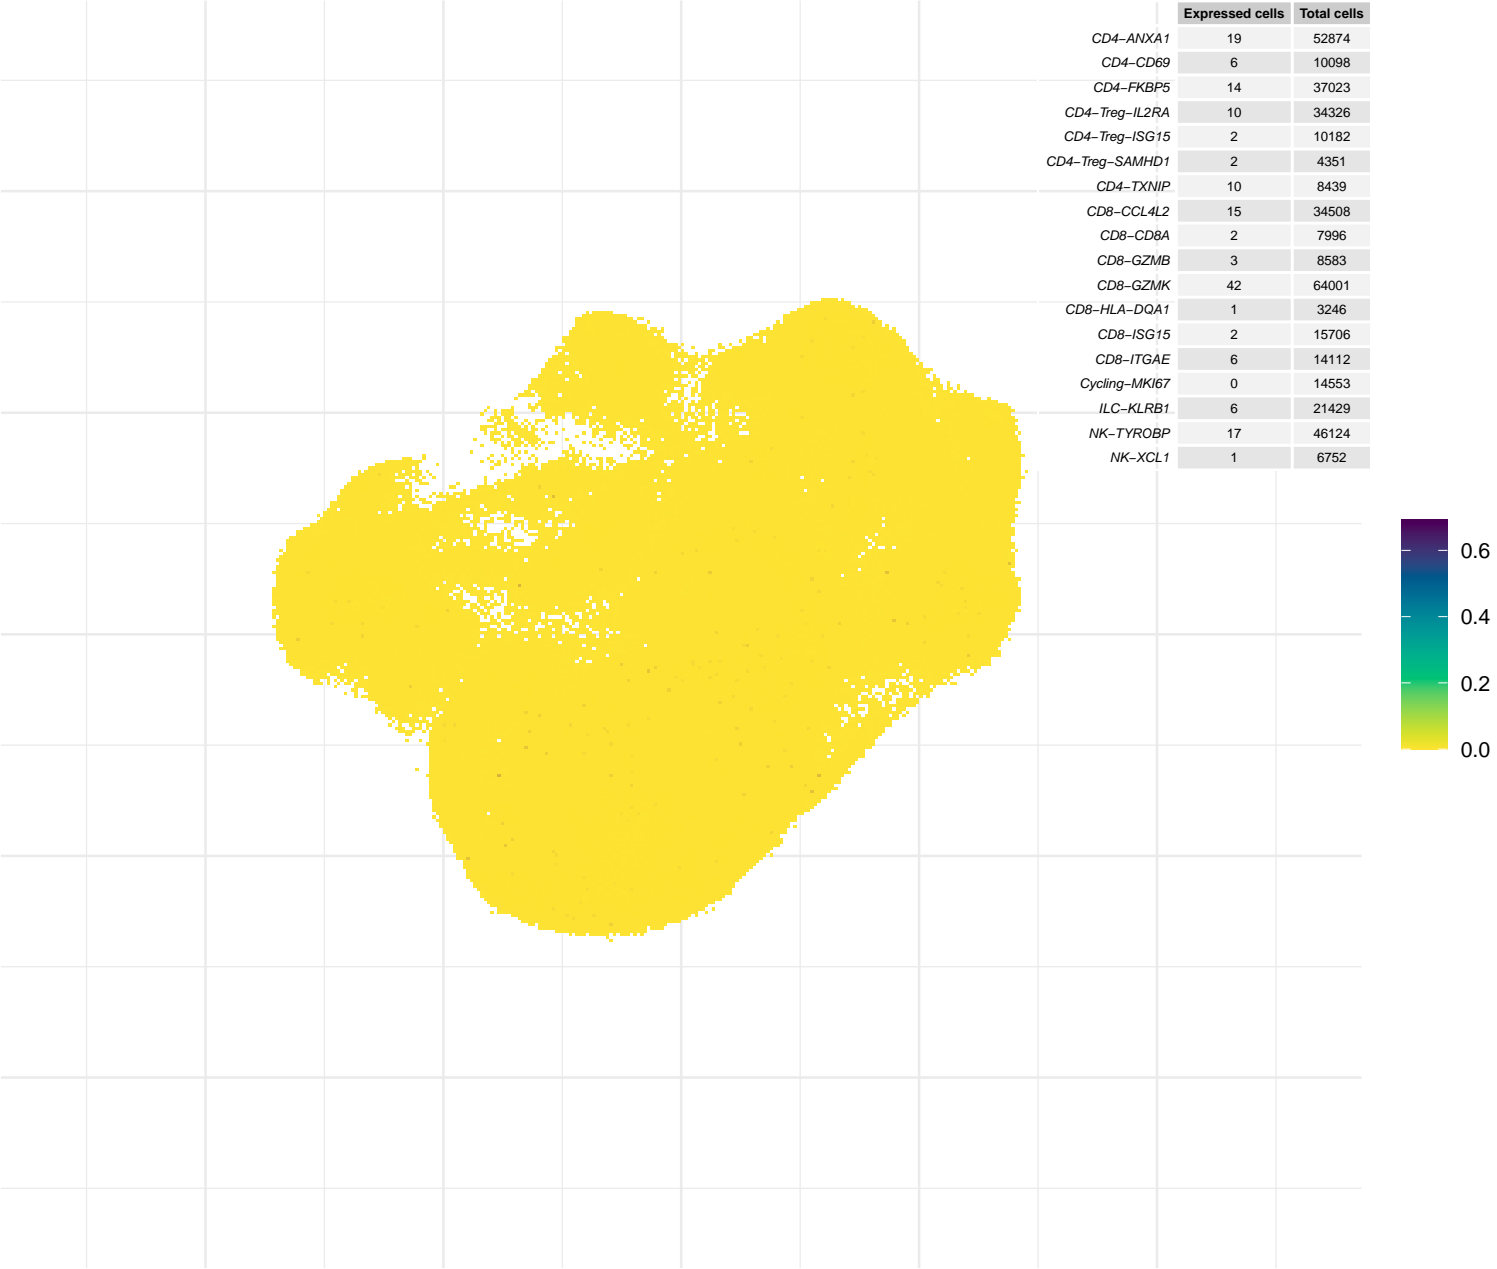 Expressed cells Total cells
CD4−ANXA1 19 52874
CD4−CD69 6 10098
CD4−FKBP5 14 37023
CD4−Treg−IL2RA 10 34326
CD4−Treg−ISG15 2 10182
CD4−Treg−SAMHD1 2 4351
CD4−TXNIP 10 8439
CD8−CCL4L2 15 34508
CD8−CD8A 2 7996
CD8−GZMB 3 8583
CD8−GZMK 42 64001
CD8−HLA−DQA1 1 3246
CD8−ISG15 2 15706
CD8−ITGAE 6 14112
Cycling−MKI67 0 14553
ILC−KLRB1 6 21429
NK−TYROBP 17 46124
NK−XCL1 1 6752
0.6
0.4
0.2
0.0